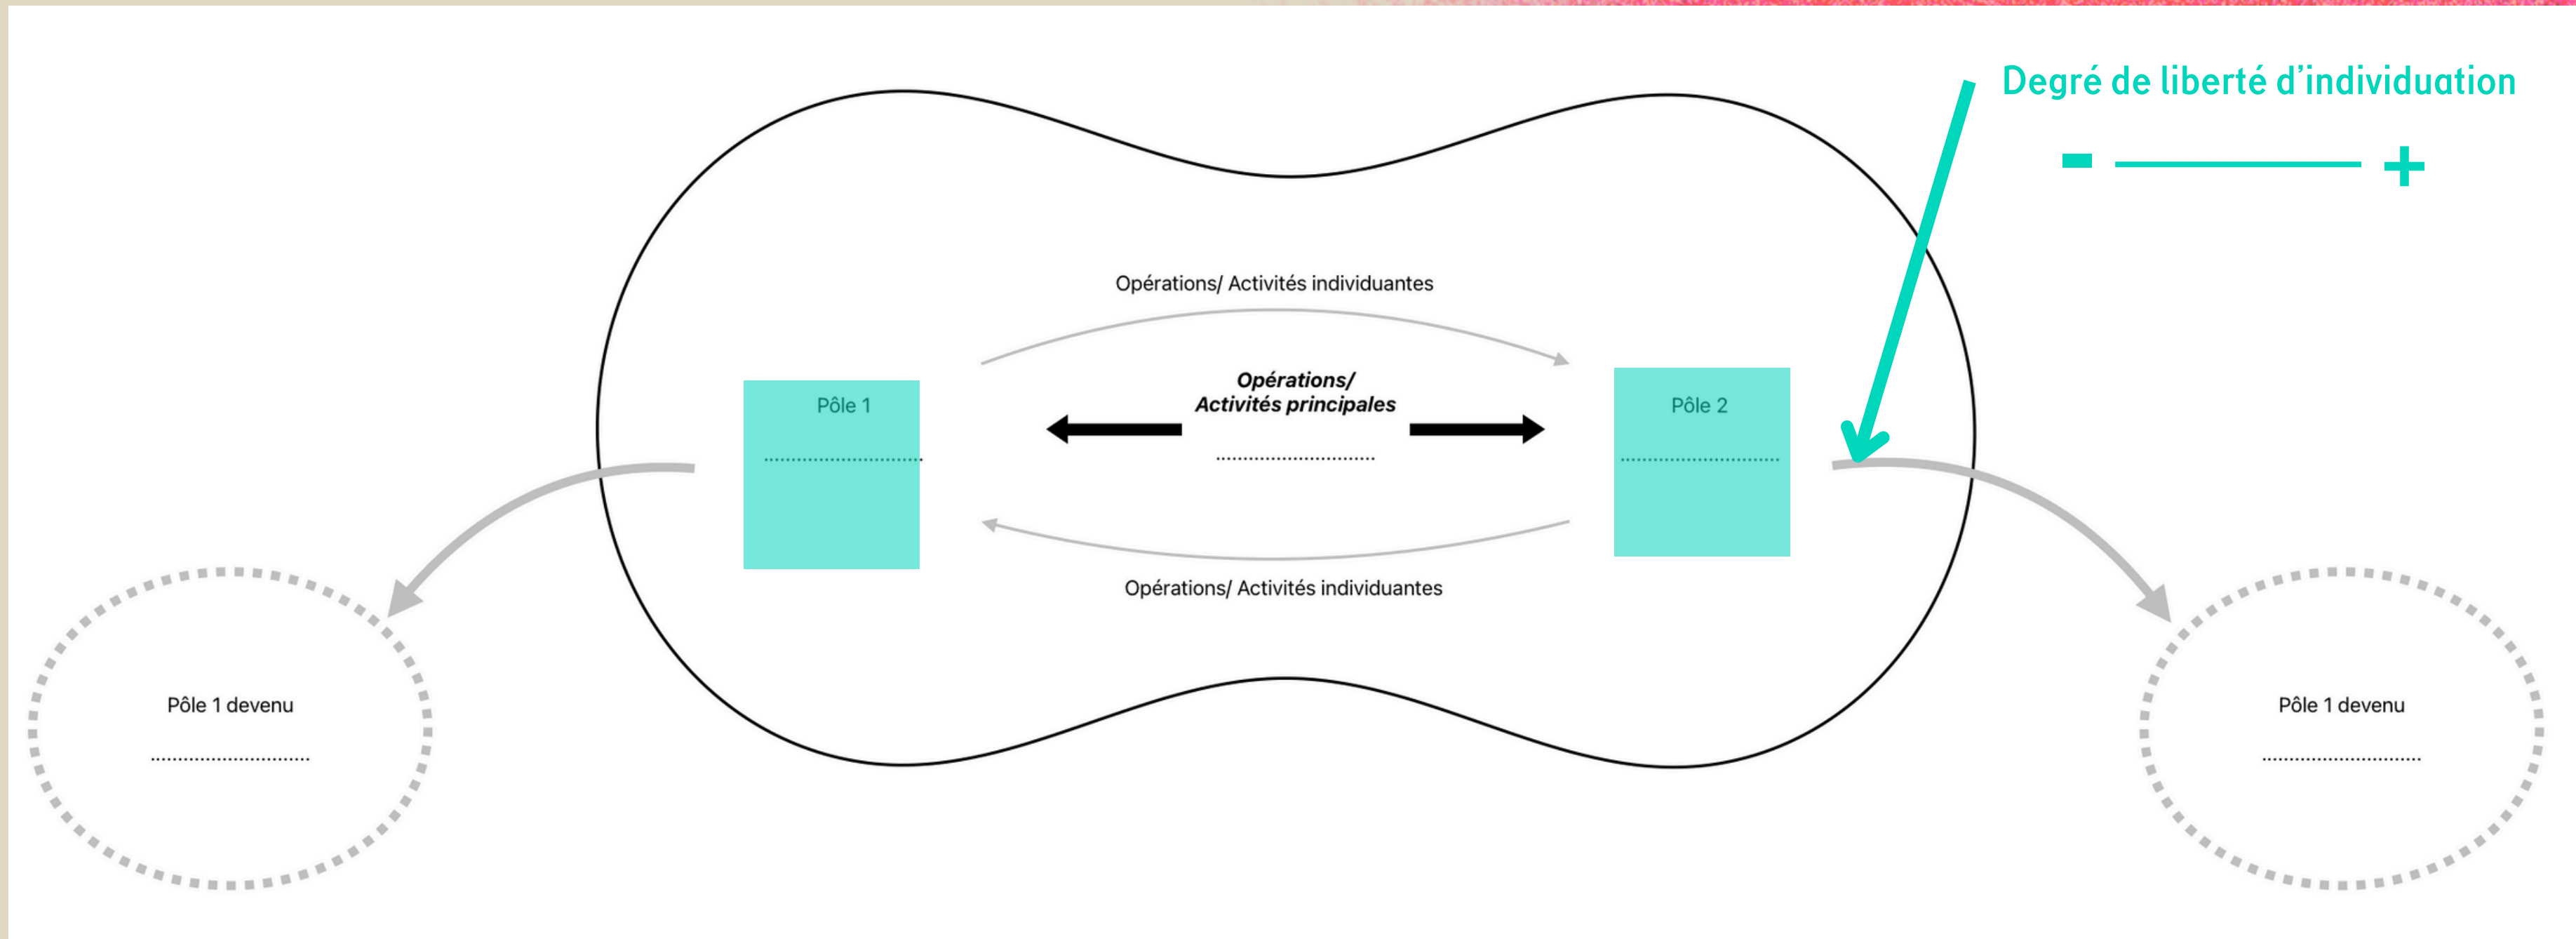 Degré de liberté d’individuation
- +
Opérations/ Activités individuantes
Opérations/
Activités principales
..............................
Pôle 1
..............................
Pôle 2
..............................
Opérations/ Activités individuantes
Pôle 1 devenu
..............................
Pôle 1 devenu
..............................